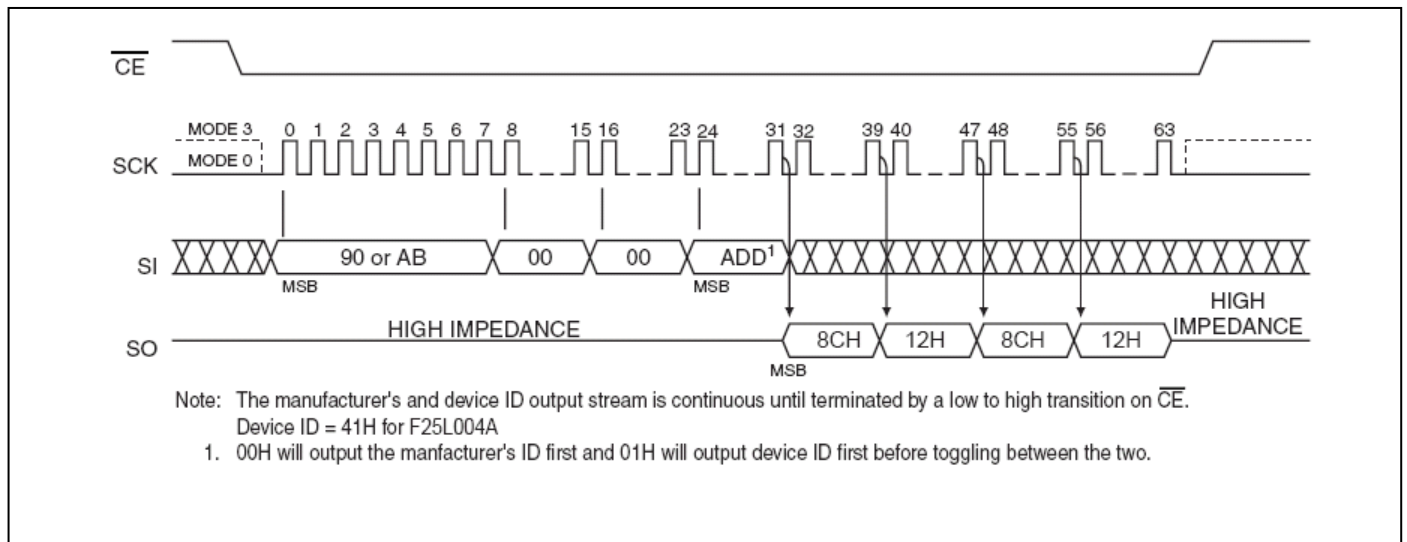 CE
MODE 3 0 1 2 3 4 5 6 7 8 15 16 23 24 31 32 39 40 47 48 55 56 63
SCK MODE 0
SI 90 or AB 00 00 ADD1
MSB MSB
HIGH IMPEDANCE HIGH IMPEDANCE
SO 8CH 12H 8CH 12H
MSB
Note: The manufacturer's and device ID output stream is continuous until terminated by a low to high transition on CE.
Device ID = 41H for F25L004A
1. 00H will output the manfacturer's ID first and 01H will output device ID first before toggling between the two.